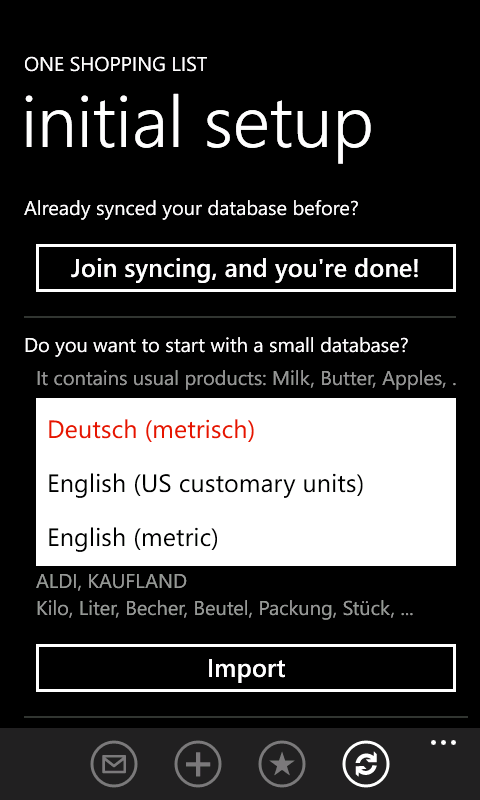 ONE SHOPPING LIST
initial setup
Already synced your database before?
Join syncing, and you're done!
Do you want to start with a small database?
It contains usual products: Milk, Butter, Apples, .
Deutsch (metrisch)
English (US customary units)
English (metric)
ALDI, KAUFLAND
Kilo, Liter, Becher, Beutel, Packung, Stück, ...
Import